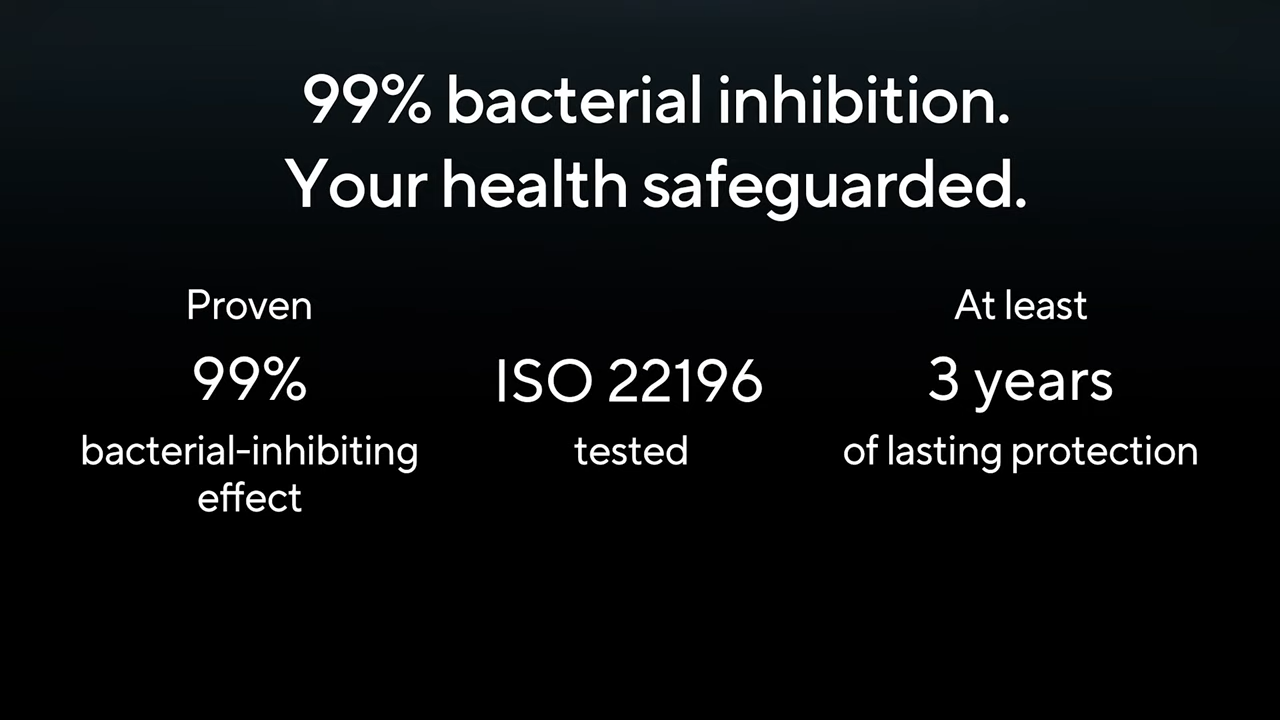 99% bacterial inhibition.
Your health safeguarded.
Proven
99%
bacterial-inhibiting
effect
ISO 22196
tested
At least
3 years
of lasting protection